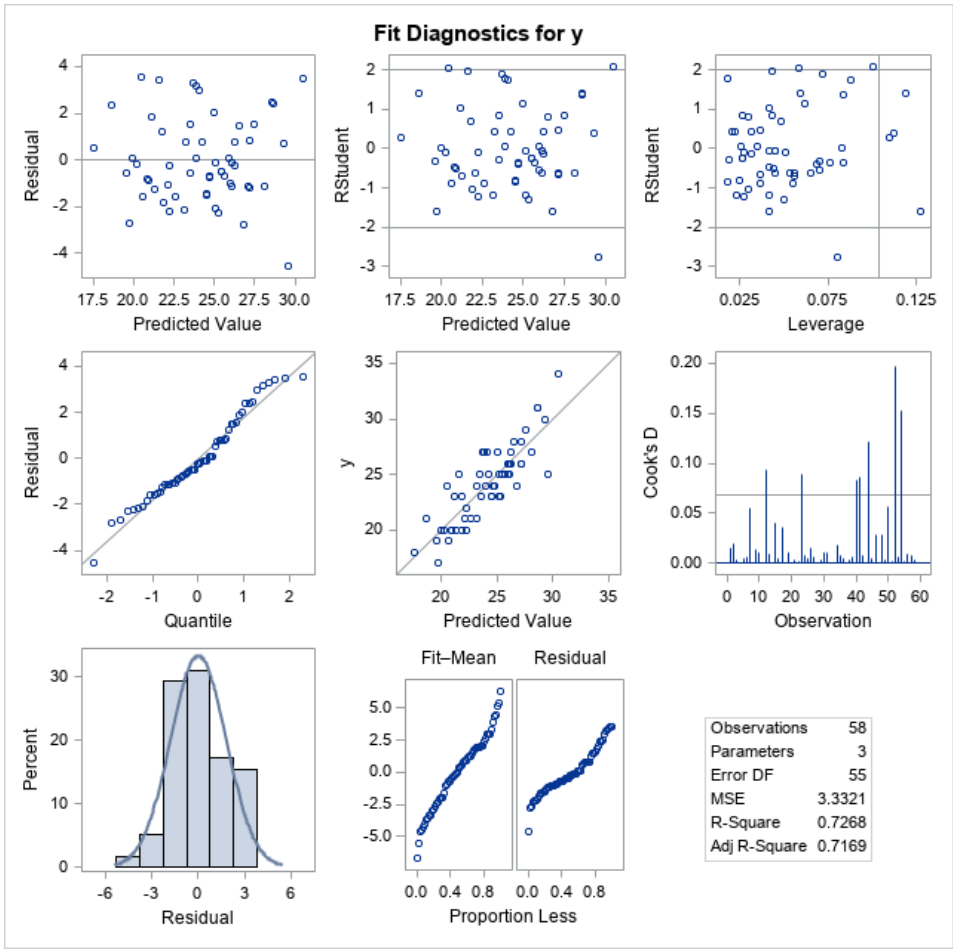 Fit Diagnostics for y
4
2
0
-2
-4
Residual
17.5 20.0 22.5 25.0 27.5 30.0
Predicted Value
2
1
0
-1
-2
-3
RStudent
17.5 20.0 22.5 25.0 27.5 30.0
Predicted Value
2
1
0
-1
-2
-3
RStudent
0.025 0.075 0.125
Leverage
4
2
0
-2
-4
Residual
-2 -1 0 1 2
Quantile
35
30
25
20
y
20 25 30 35
Predicted Value
0.20
0.15
0.10
0.05
0.00
Cook's D
0 10 20 30 40 50 60
Observation
30
20
10
0
Percent
-6 -3 0 3 6
Residual
Fit–Mean Residual
5.0
2.5
0.0
-2.5
-5.0
0.0 0.4 0.8 0.0 0.4 0.8
Proportion Less
Observations 58
Parameters 3
Error DF 55
MSE 3.3321
R-Square 0.7268
Adj R-Square 0.7169